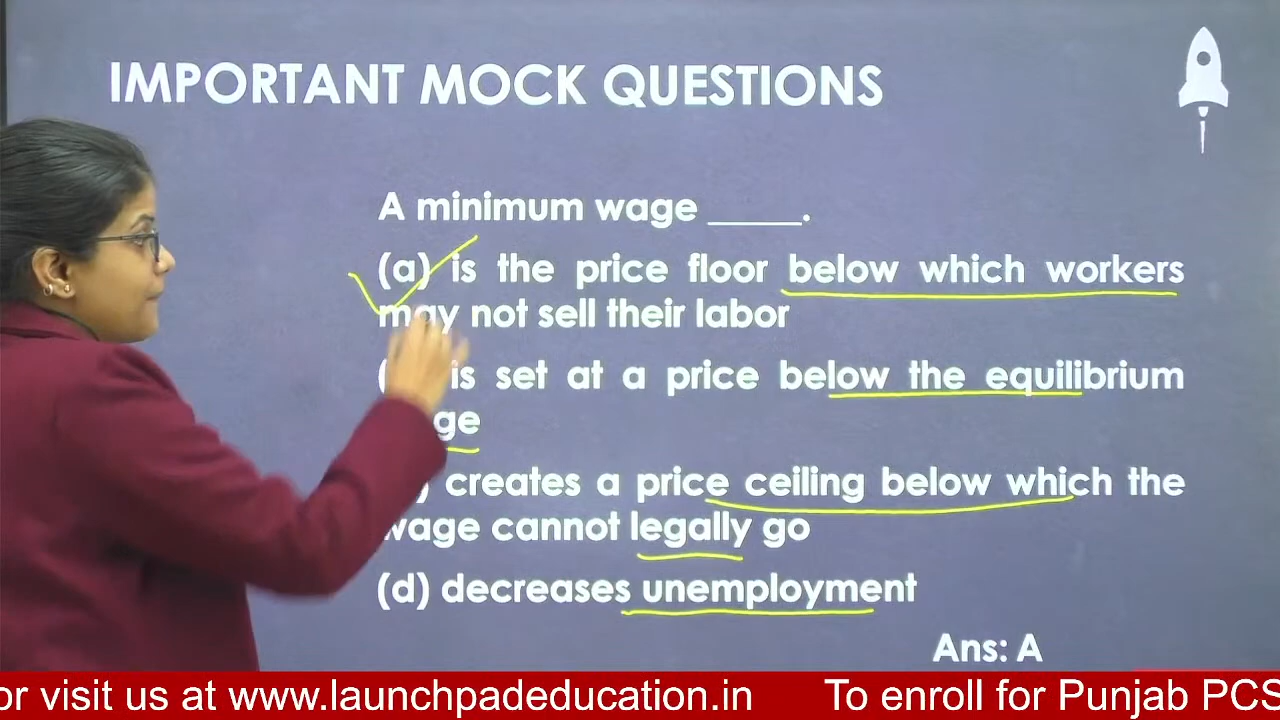 IMPORTANT MOCK QUESTIONS
A minimum wage _____.
(a) is the price floor below which workers
may not sell their labor
( is set at a price below the equilibrium
ge
) creates a price ceiling below which the
wage cannot legally go
(d) decreases unemployment
Ans: A
or visit us at www.launchpadeducation.in To enroll for Punjab PCS